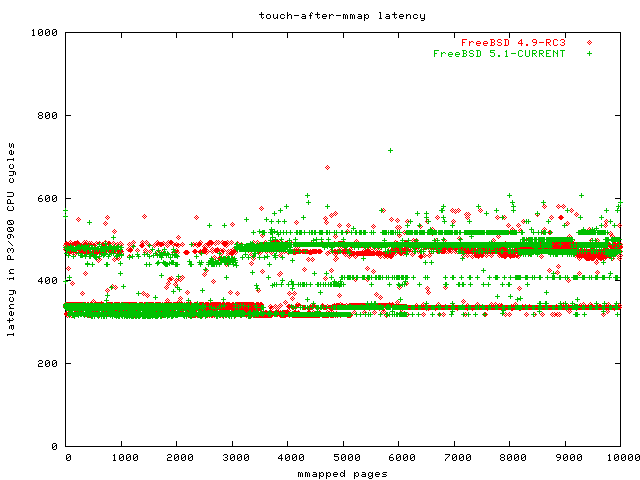 touch-after-mmap latency
FreeBSD 4.9-RC3
FreeBSD 5.1-CURRENT
latency in P3/900 CPU cycles
1000
800
600
400
200
0
0 1000 2000 3000 4000 5000 6000 7000 8000 9000 10000
mmapped pages